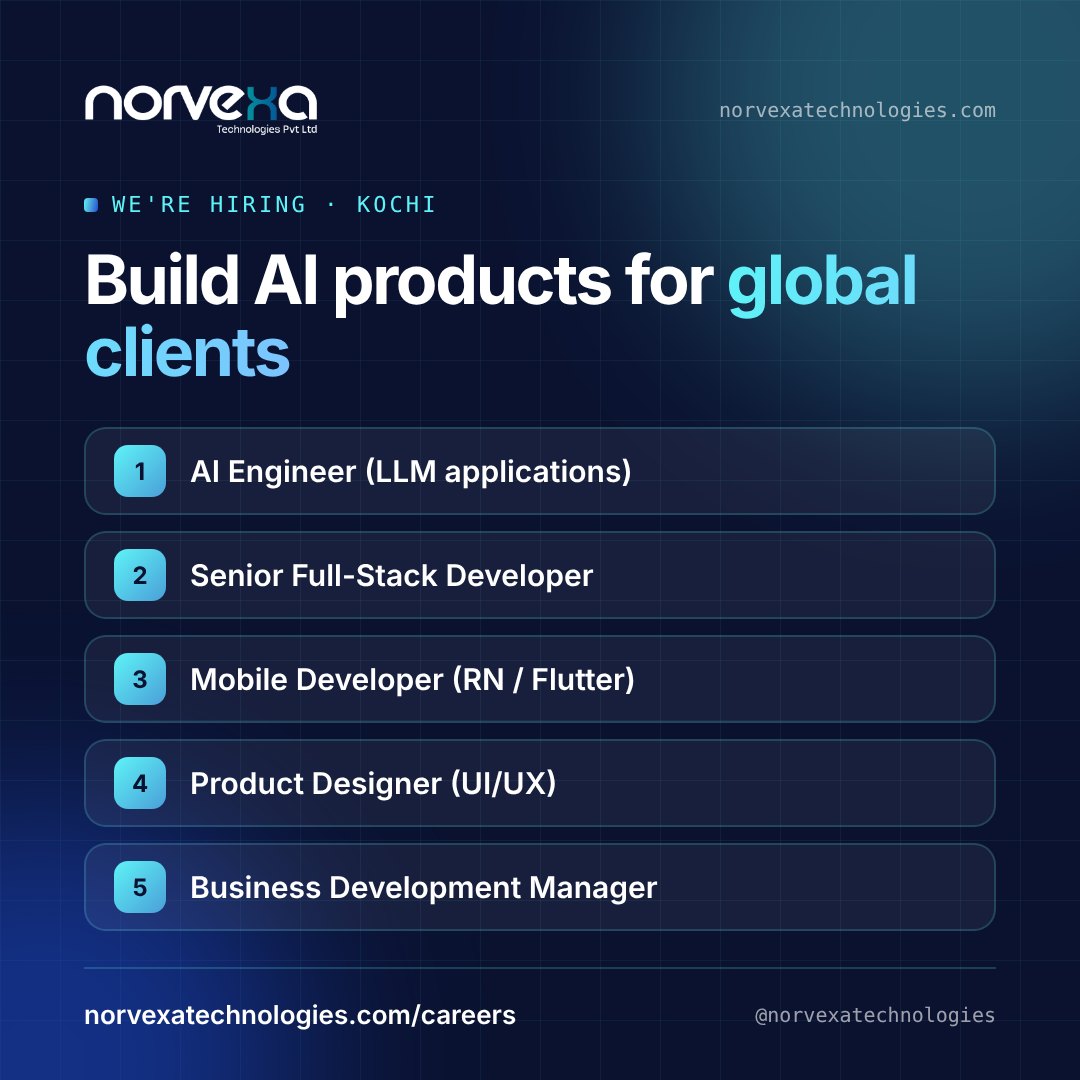 norvexa
Technologies Pvt Ltd
norvexatechnologies.com
WE'RE HIRING · KOCHI
Build AI products for global
clients
1 AI Engineer (LLM applications)
2 Senior Full-Stack Developer
3 Mobile Developer (RN / Flutter)
4 Product Designer (UI/UX)
5 Business Development Manager
norvexatechnologies.com/careers
@norvexatechnologies